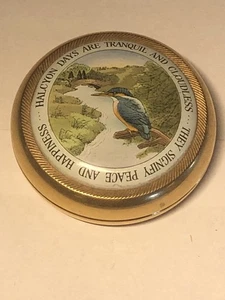 HALCYON DAYS ARE TRANQUIL AND CLOUDLESS ··· THEY SIGNIFY PEACE AND HAPPINESS ···